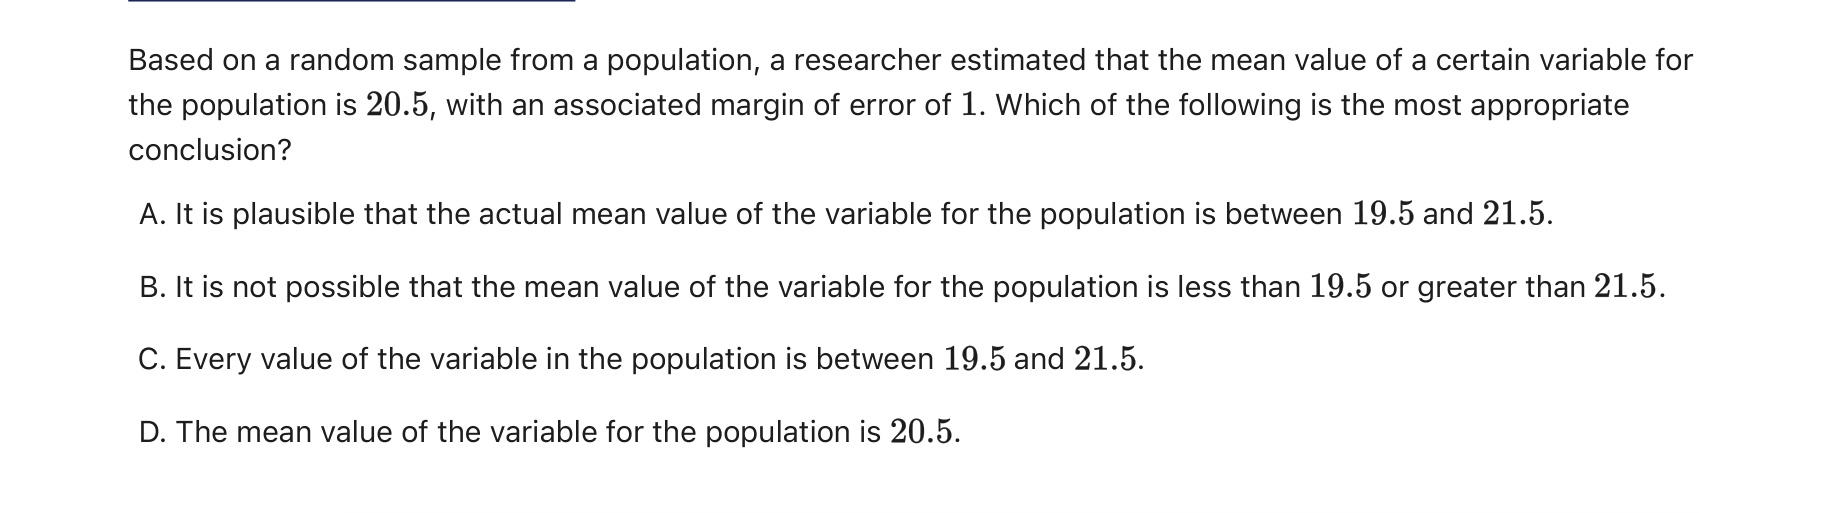 Based on a random sample from a population, a researcher estimated that the mean value of a certain variable for
the population is 20.5, with an associated margin of error of 1. Which of the following is the most appropriate
conclusion?
A. It is plausible that the actual mean value of the variable for the population is between 19.5 and 21.5.
B. It is not possible that the mean value of the variable for the population is less than 19.5 or greater than 21.5.
C. Every value of the variable in the population is between 19.5 and 21.5.
D. The mean value of the variable for the population is 20.5.